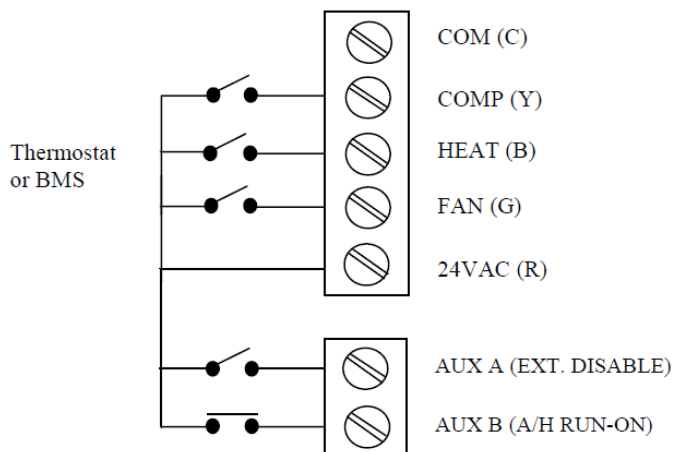 COM (C)
COMP (Y)
Thermostat
or BMS
HEAT (B)
FAN (G)
24VAC (R)
AUX A (EXT. DISABLE)
AUX B (A/H RUN-ON)